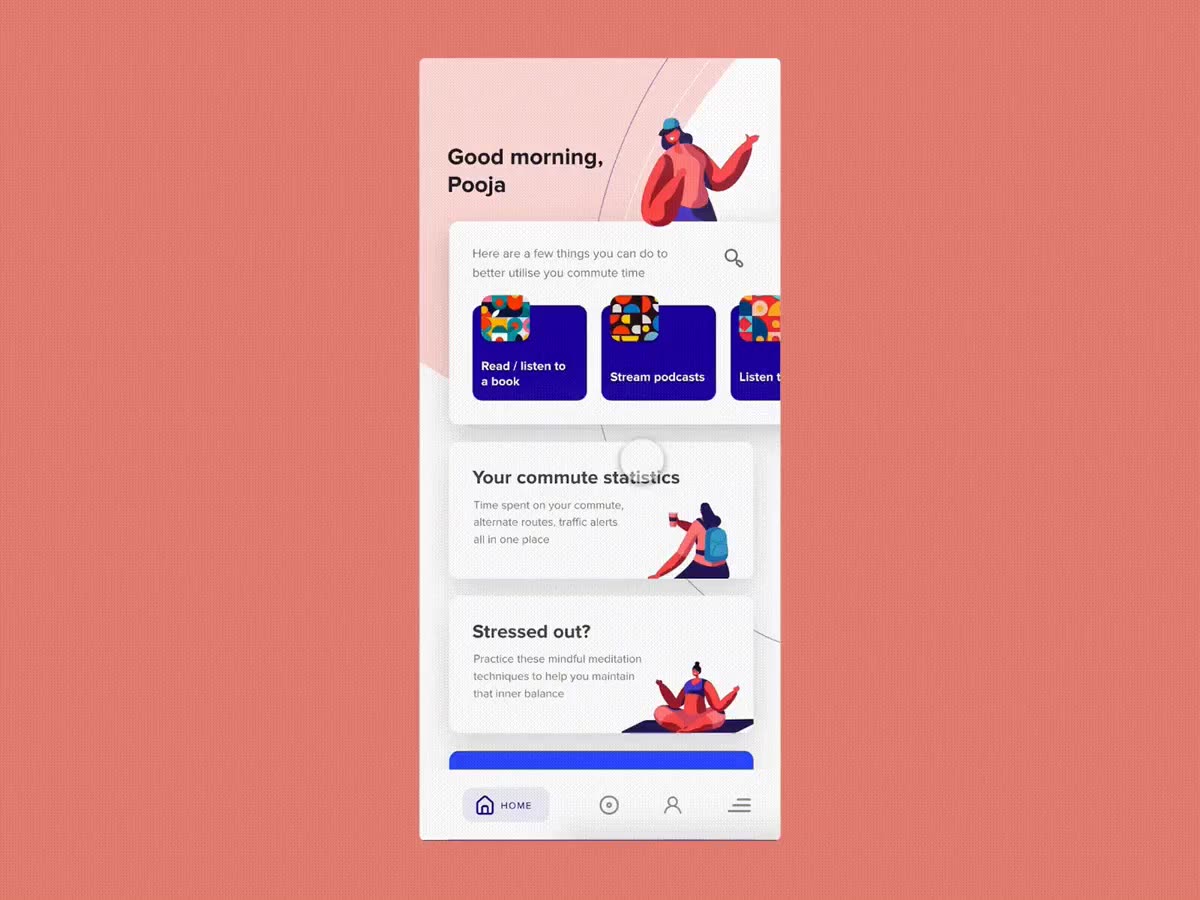 Good morning,
Pooja
Here are a few things you can do to
better utilise you commute time
Read / listen to
a book
Stream podcasts
Listen t
Your commute statistics
Time spent on your commute,
alternate routes, traffic alerts
all in one place
Stressed out?
Practice these mindful meditation
techniques to help you maintain
that inner balance
HOME